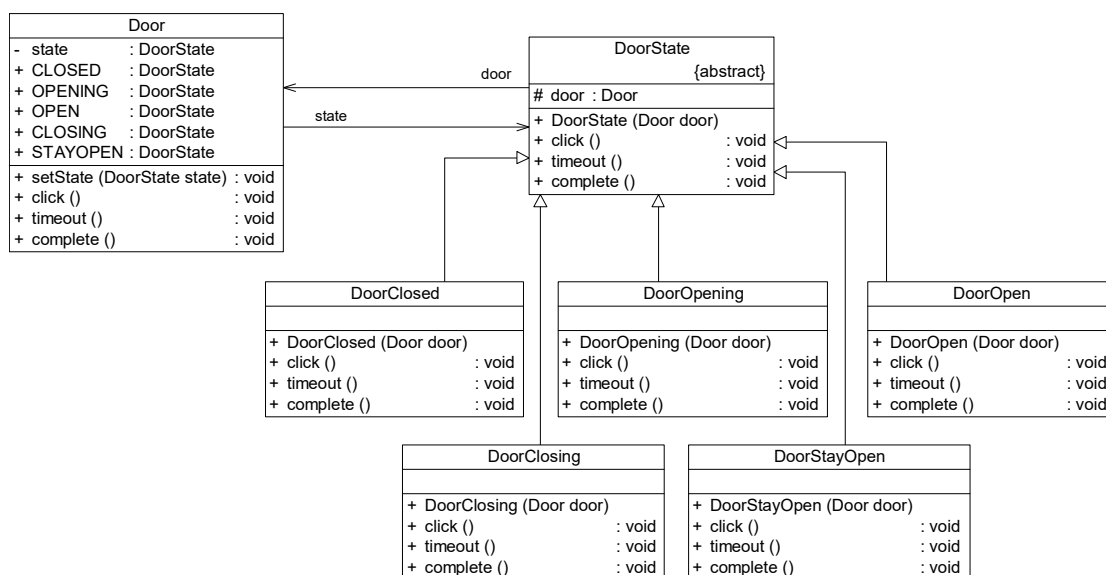 Door
- state : DoorState
+ CLOSED : DoorState
+ OPENING : DoorState
+ OPEN : DoorState
+ CLOSING : DoorState
+ STAYOPEN : DoorState
+ setState (DoorState state) : void
+ click () : void
+ timeout () : void
+ complete () : void
door
state
DoorState
{abstract}
# door : Door
+ DoorState (Door door)
+ click () : void
+ timeout () : void
+ complete () : void
DoorClosed
+ DoorClosed (Door door)
+ click () : void
+ timeout () : void
+ complete () : void
DoorOpening
+ DoorOpening (Door door)
+ click () : void
+ timeout () : void
+ complete () : void
DoorOpen
+ DoorOpen (Door door)
+ click () : void
+ timeout () : void
+ complete () : void
DoorClosing
+ DoorClosing (Door door)
+ click () : void
+ timeout () : void
+ complete () : void
DoorStayOpen
+ DoorStayOpen (Door door)
+ click () : void
+ timeout () : void
+ complete () : void